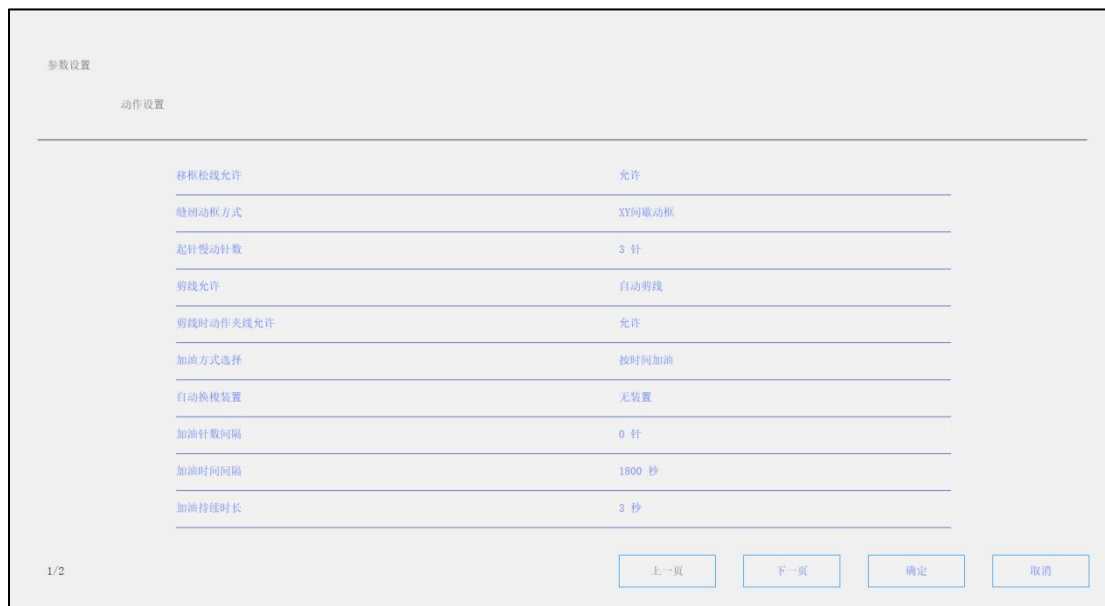 参数设置
动作设置
移框松线允许 允许
缝纫动框方式 XY间歇动框
起针慢动针数 3 针
剪线允许 自动剪线
剪线时动作夹线允许 允许
加油方式选择 按时间加油
自动换梭装置 无装置
加油针数间隔 0 针
加油时间间隔 1800 秒
加油持续时长 3 秒
1/2 上一页 下一页 确定 取消